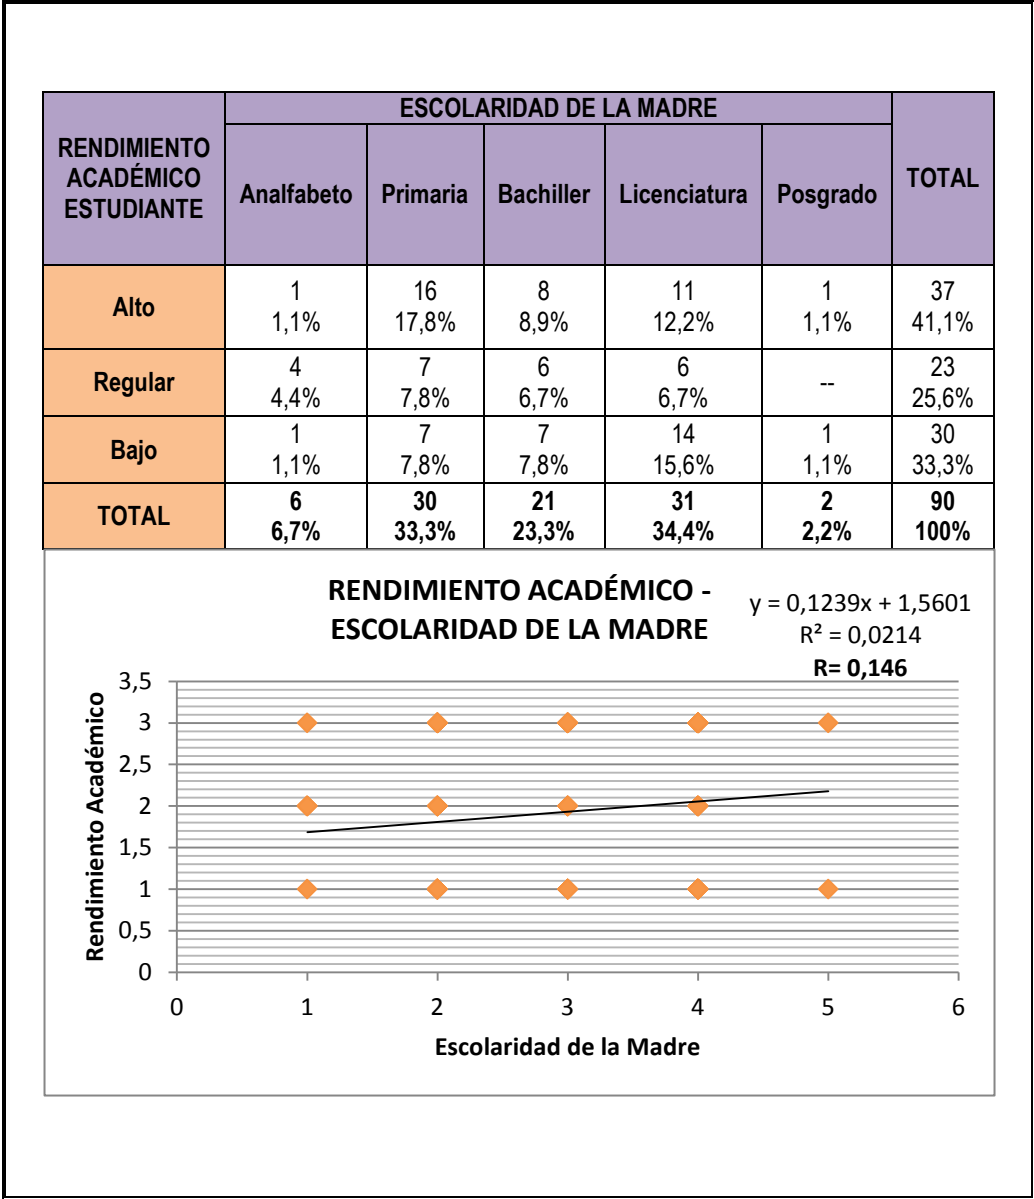 ESCOLARIDAD DE LA MADRE
RENDIMIENTO
ACADÉMICO
ESTUDIANTE
Analfabeto Primaria Bachiller Licenciatura Posgrado TOTAL
Alto
1 16 8 11 1 37
1,1% 17,8% 8,9% 12,2% 1,1% 41,1%
Regular
4 7 6 6 -- 23
4,4% 7,8% 6,7% 6,7% 25,6%
Bajo
1 7 7 14 1 30
1,1% 7,8% 7,8% 15,6% 1,1% 33,3%
TOTAL
6 30 21 31 2 90
6,7% 33,3% 23,3% 34,4% 2,2% 100%
RENDIMIENTO ACADÉMICO -
ESCOLARIDAD DE LA MADRE
y = 0,1239x + 1,5601
R² = 0,0214
R= 0,146
Rendimiento Académico
3,5
3
2,5
2
1,5
1
0,5
0
0 1 2 3 4 5 6
Escolaridad de la Madre